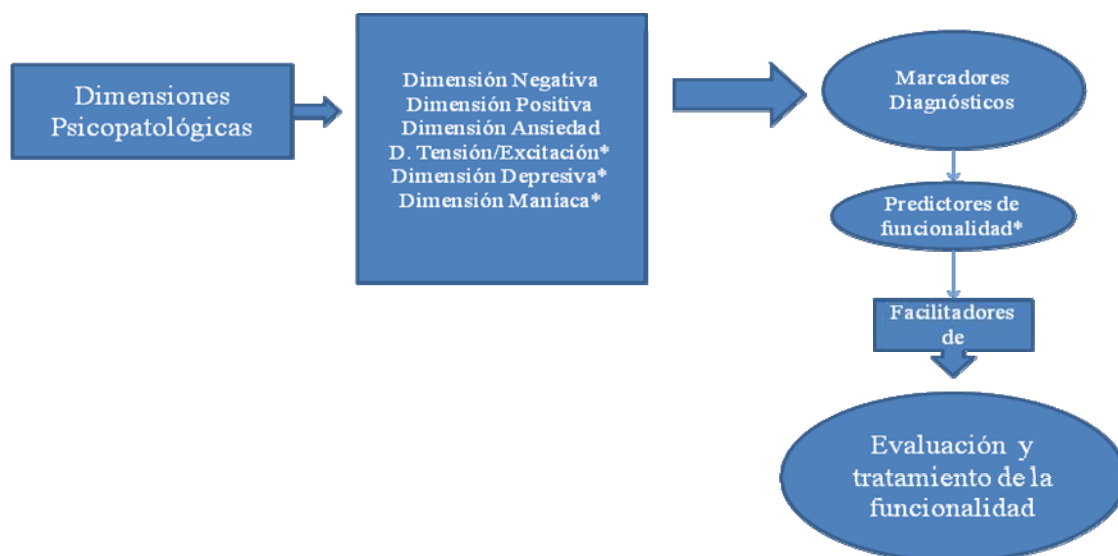 Dimensiones
Psicopatológicas
Dimensión Negativa
Dimensión Positiva
Dimensión Ansiedad
D. Tensión/Excitación*
Dimensión Depresiva*
Dimensión Maníaca*
Marcadores
Diagnósticos
Predictores de
funcionalidad*
Facilitadores
de
Evaluación y
tratamiento de la
funcionalidad